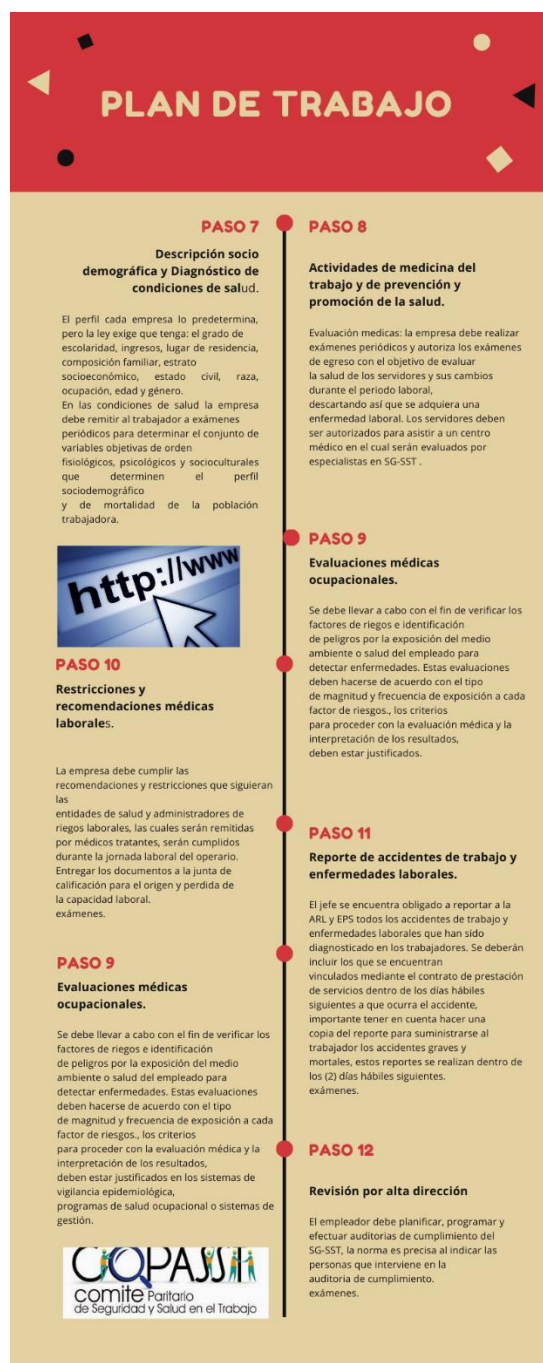 PLAN DE TRABAJO
PASO 7
Descripción socio
demográfica y Diagnóstico de
condiciones de salud.
El perfil cada empresa lo predetermina,
pero la ley exige que tenga: el grado de
escolaridad, ingresos, lugar de residencia,
composición familiar, estrato
socioeconómico, estado civil, raza,
ocupación, edad y género.
En las condiciones de salud la empresa
debe remitir al trabajador a exámenes
periódicos para determinar el conjunto de
variables objetivas de orden
fisiológicos, psicológicos y socioculturales
que determinen el perfil
sociodemográfico
y de mortalidad de la población
trabajadora.
http://www
PASO 8
Actividades de medicina del
trabajo y de prevención y
promoción de la salud.
Evaluación medicas: la empresa debe realizar
exámenes periódicos y autoriza los exámenes
de egreso con el objetivo de evaluar
la salud de los servidores y sus cambios
durante el periodo laboral,
descartando así que se adquiera una
enfermedad laboral. Los servidores deben
ser autorizados para asistir a un centro
médico en el cual serán evaluados por
especialistas en SG-SST .
PASO 9
Evaluaciones médicas
ocupacionales.
Se debe llevar a cabo con el fin de verificar los
factores de riegos e identificación
de peligros por la exposición del medio
ambiente o salud del empleado para
detectar enfermedades. Estas evaluaciones
deben hacerse de acuerdo con el tipo
de magnitud y frecuencia de exposición a cada
factor de riesgos., los criterios
para proceder con la evaluación médica y la
interpretación de los resultados,
deben estar justificados.
PASO 10
Restricciones y
recomendaciones médicas
laborales.
La empresa debe cumplir las
recomendaciones y restricciones que siguieran
las
entidades de salud y administradores de
riegos laborales, las cuales serán remitidas
por médicos tratantes, serán cumplidos
durante la jornada laboral del operario.
Entregar los documentos a la junta de
calificación para el origen y perdida de
la capacidad laboral.
exámenes.
PASO 11
Reporte de accidentes de trabajo y
enfermedades laborales.
El jefe se encuentra obligado a reportar a la
ARL y EPS todos los accidentes de trabajo y
enfermedades laborales que han sido
diagnosticado en los trabajadores. Se deberán
incluir los que se encuentran
vinculados mediante el contrato de prestación
de servicios dentro de los días hábiles
siguientes a que ocurra el accidente,
importante tener en cuenta hacer una
copia del reporte para suministrarse al
trabajador los accidentes graves y
mortales, estos reportes se realizan dentro de
los (2) días hábiles siguientes.
exámenes.
PASO 9
Evaluaciones médicas
ocupacionales.
Se debe llevar a cabo con el fin de verificar los
factores de riegos e identificación
de peligros por la exposición del medio
ambiente o salud del empleado para
detectar enfermedades. Estas evaluaciones
deben hacerse de acuerdo con el tipo
de magnitud y frecuencia de exposición a cada
factor de riesgos., los criterios
para proceder con la evaluación médica y la
interpretación de los resultados,
deben estar justificados en los sistemas de
vigilancia epidemiológica,
programas de salud ocupacional o sistemas de
gestión.
COPASST
comite Paritario
de Seguridad y Salud en el Trabajo
PASO 12
Revisión por alta dirección
El empleador debe planificar, programar y
efectuar auditorias de cumplimiento del
SG-SST, la norma es precisa al indicar las
personas que interviene en la
auditoria de cumplimiento.
exámenes.